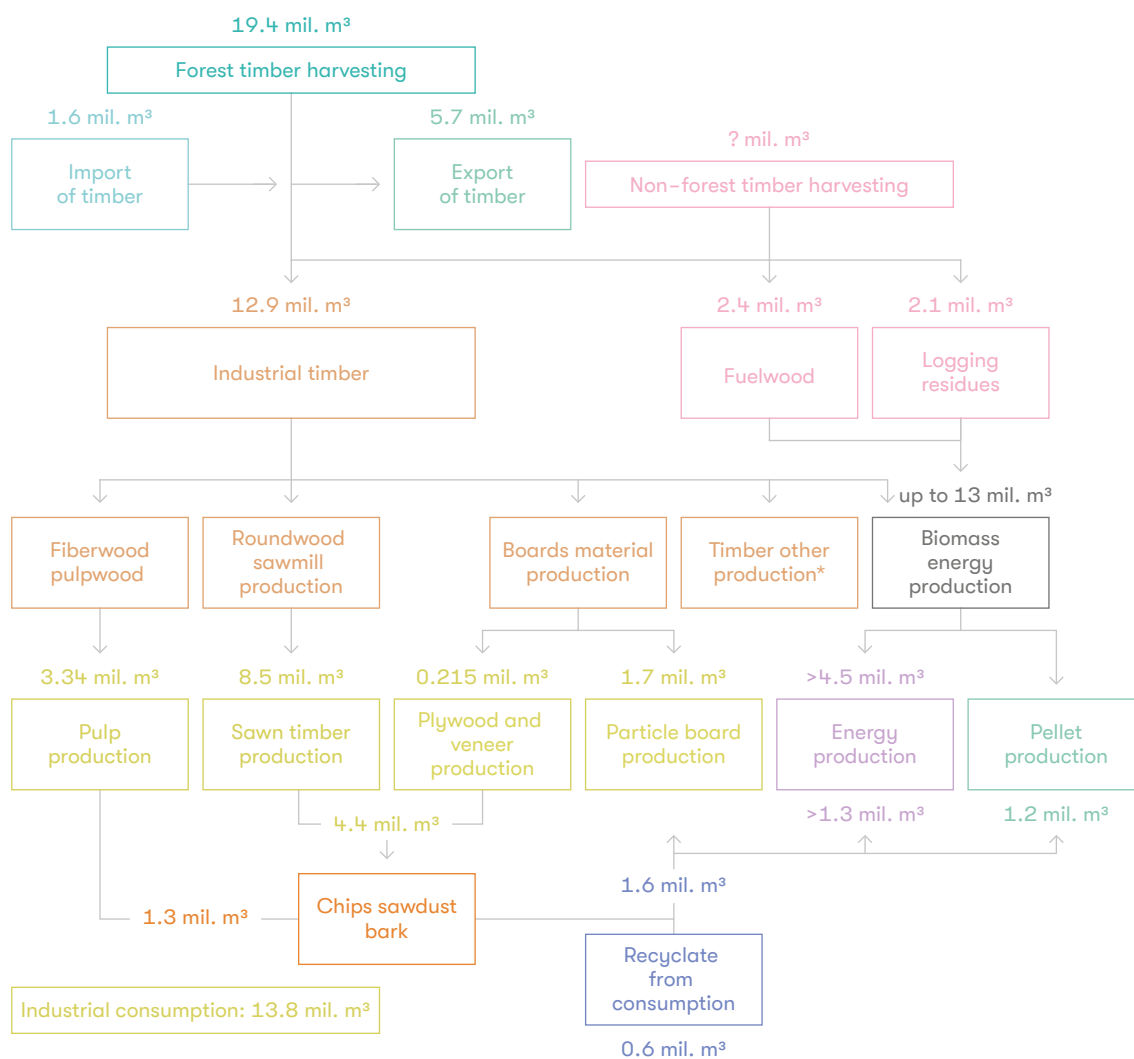 19.4 mil. m³
Forest timber harvesting
1.6 mil. m³
Import
of timber
5.7 mil. m³
Export
of timber
? mil. m³
Non-forest timber harvesting
12.9 mil. m³
Industrial timber
2.4 mil. m³
Fuelwood
2.1 mil. m³
Logging
residues
up to 13 mil. m³
Fiberwood
pulpwood
Roundwood
sawmill
production
Boards material
production
Timber other
production*
Biomass
energy
production
3.34 mil. m³
Pulp
production
8.5 mil. m³
Sawn timber
production
0.215 mil. m³
Plywood and
veneer
production
1.7 mil. m³
Particle board
production
>4.5 mil. m³
Energy
production
>1.3 mil. m³
Pellet
production
1.2 mil. m³
4.4 mil. m³
1.3 mil. m³
Chips sawdust
bark
1.6 mil. m³
Recyclate
from
consumption
0.6 mil. m³
Industrial consumption: 13.8 mil. m³